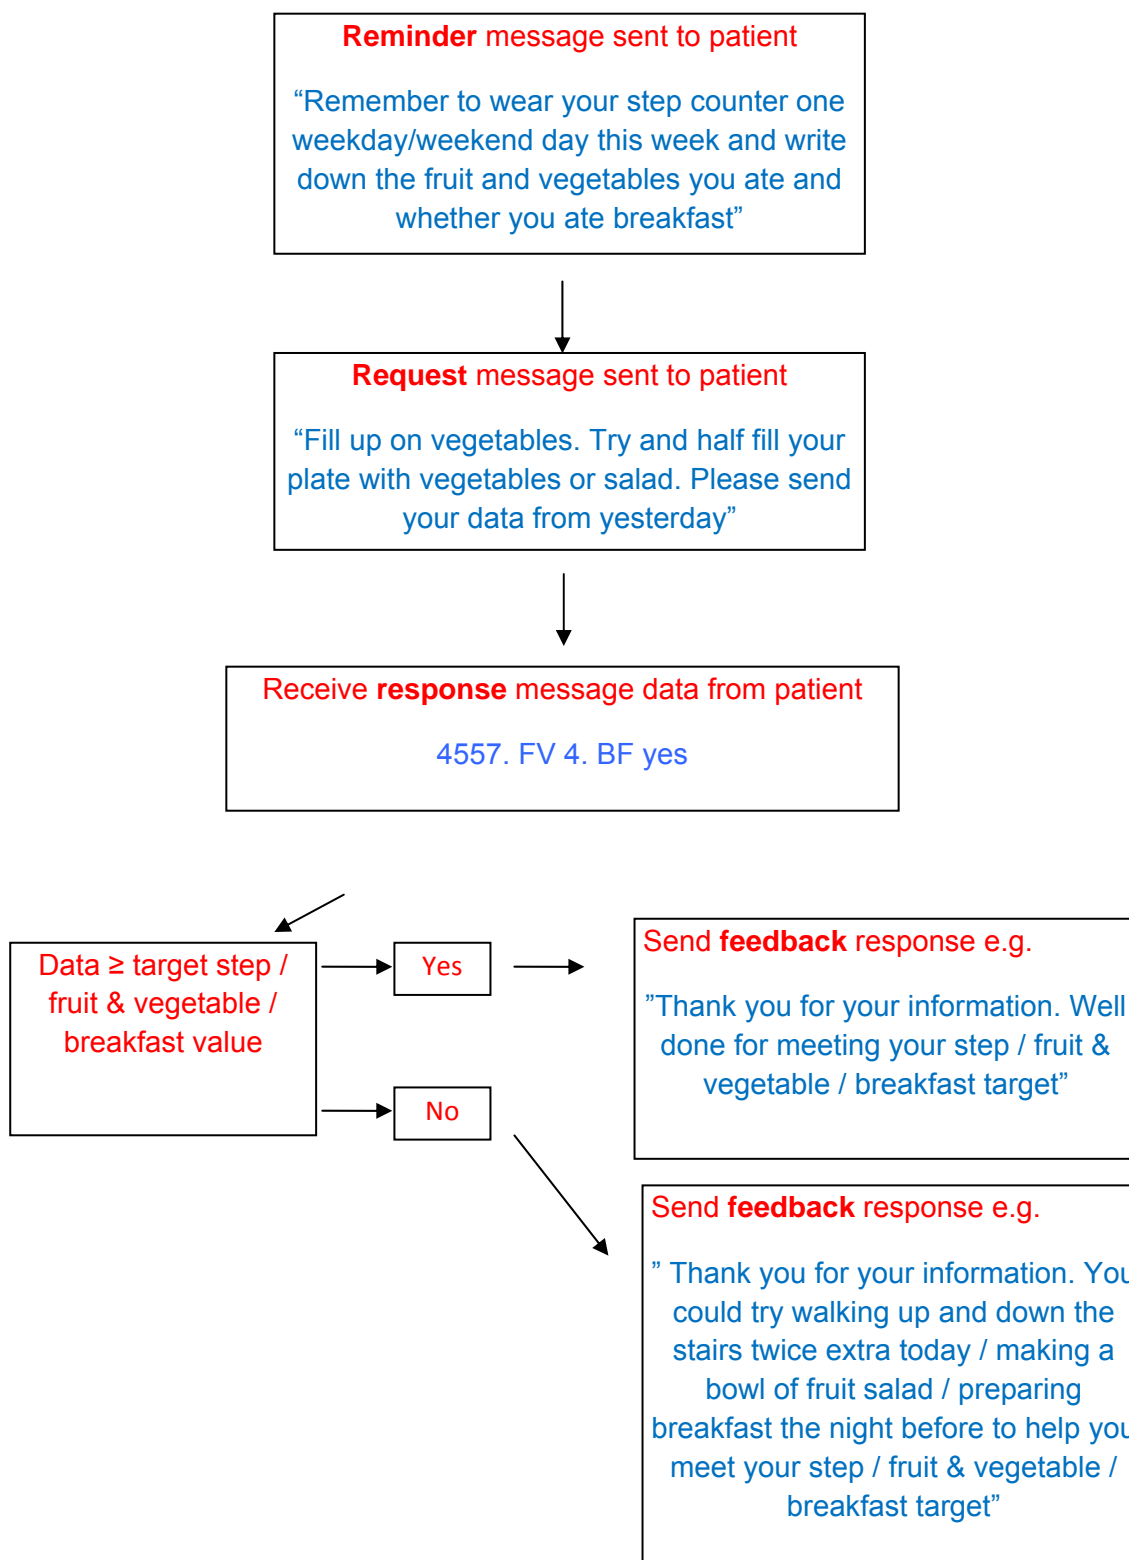 Reminder message sent to patient
“Remember to wear your step counter one
weekday/weekend day this week and write
down the fruit and vegetables you ate and
whether you ate breakfast”
Request message sent to patient
“Fill up on vegetables. Try and half fill your
plate with vegetables or salad. Please send
your data from yesterday”
Receive response message data from patient
4557. FV 4. BF yes
Data ≥ target step /
fruit & vegetable /
breakfast value
Yes
No
Send feedback response e.g.
”Thank you for your information. Well
done for meeting your step / fruit &
vegetable / breakfast target”
Send feedback response e.g.
” Thank you for your information. You
could try walking up and down the
stairs twice extra today / making a
bowl of fruit salad / preparing
breakfast the night before to help you
meet your step / fruit & vegetable /
breakfast target”